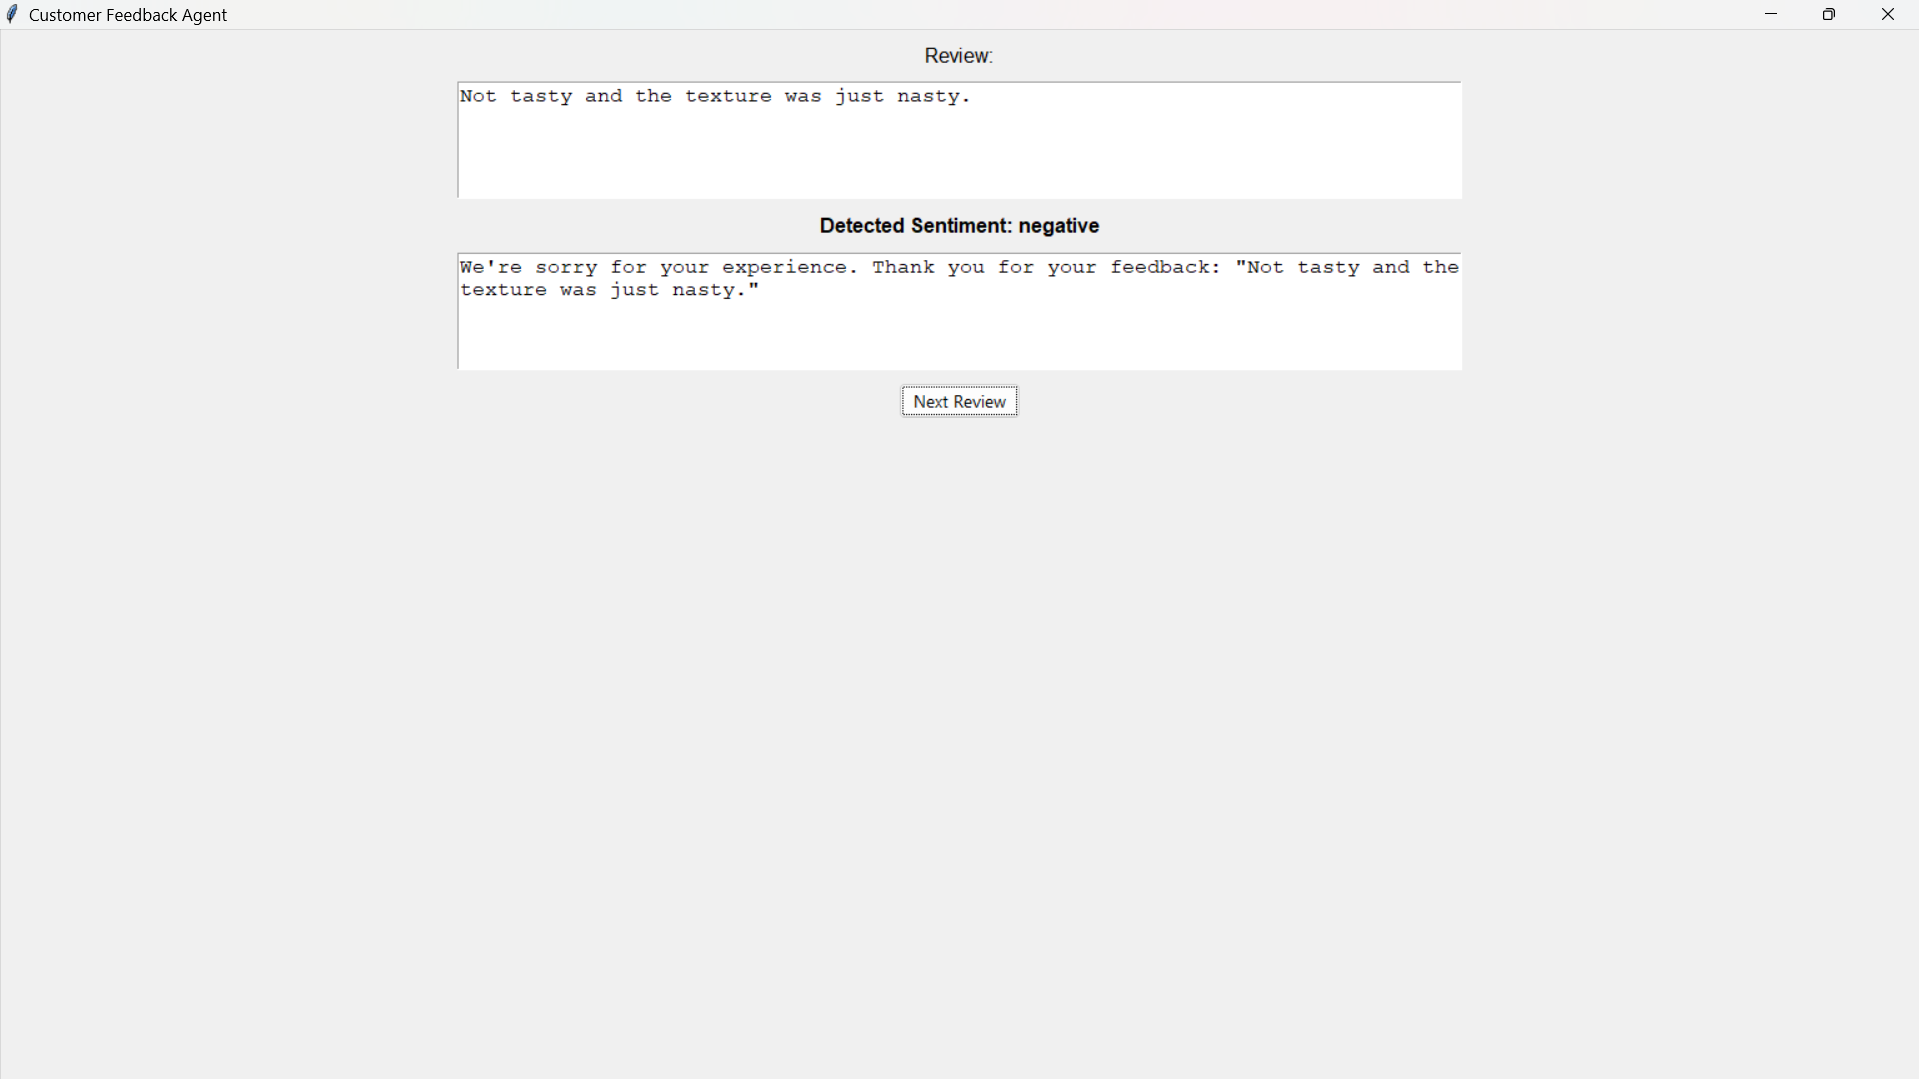 Customer Feedback Agent
Review:
Not tasty and the texture was just nasty.
Detected Sentiment: negative
We're sorry for your experience. Thank you for your feedback: "Not tasty and the
texture was just nasty."
Next Review